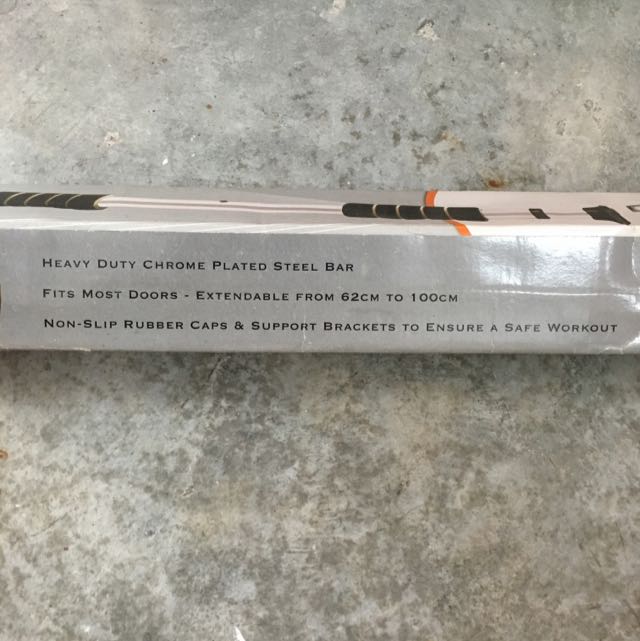 Heavy Duty Chrome Plated Steel Bar
Fits Most Doors - Extendable from 62cm to 100cm
Non-Slip Rubber Caps & Support Brackets to Ensure a Safe Workout